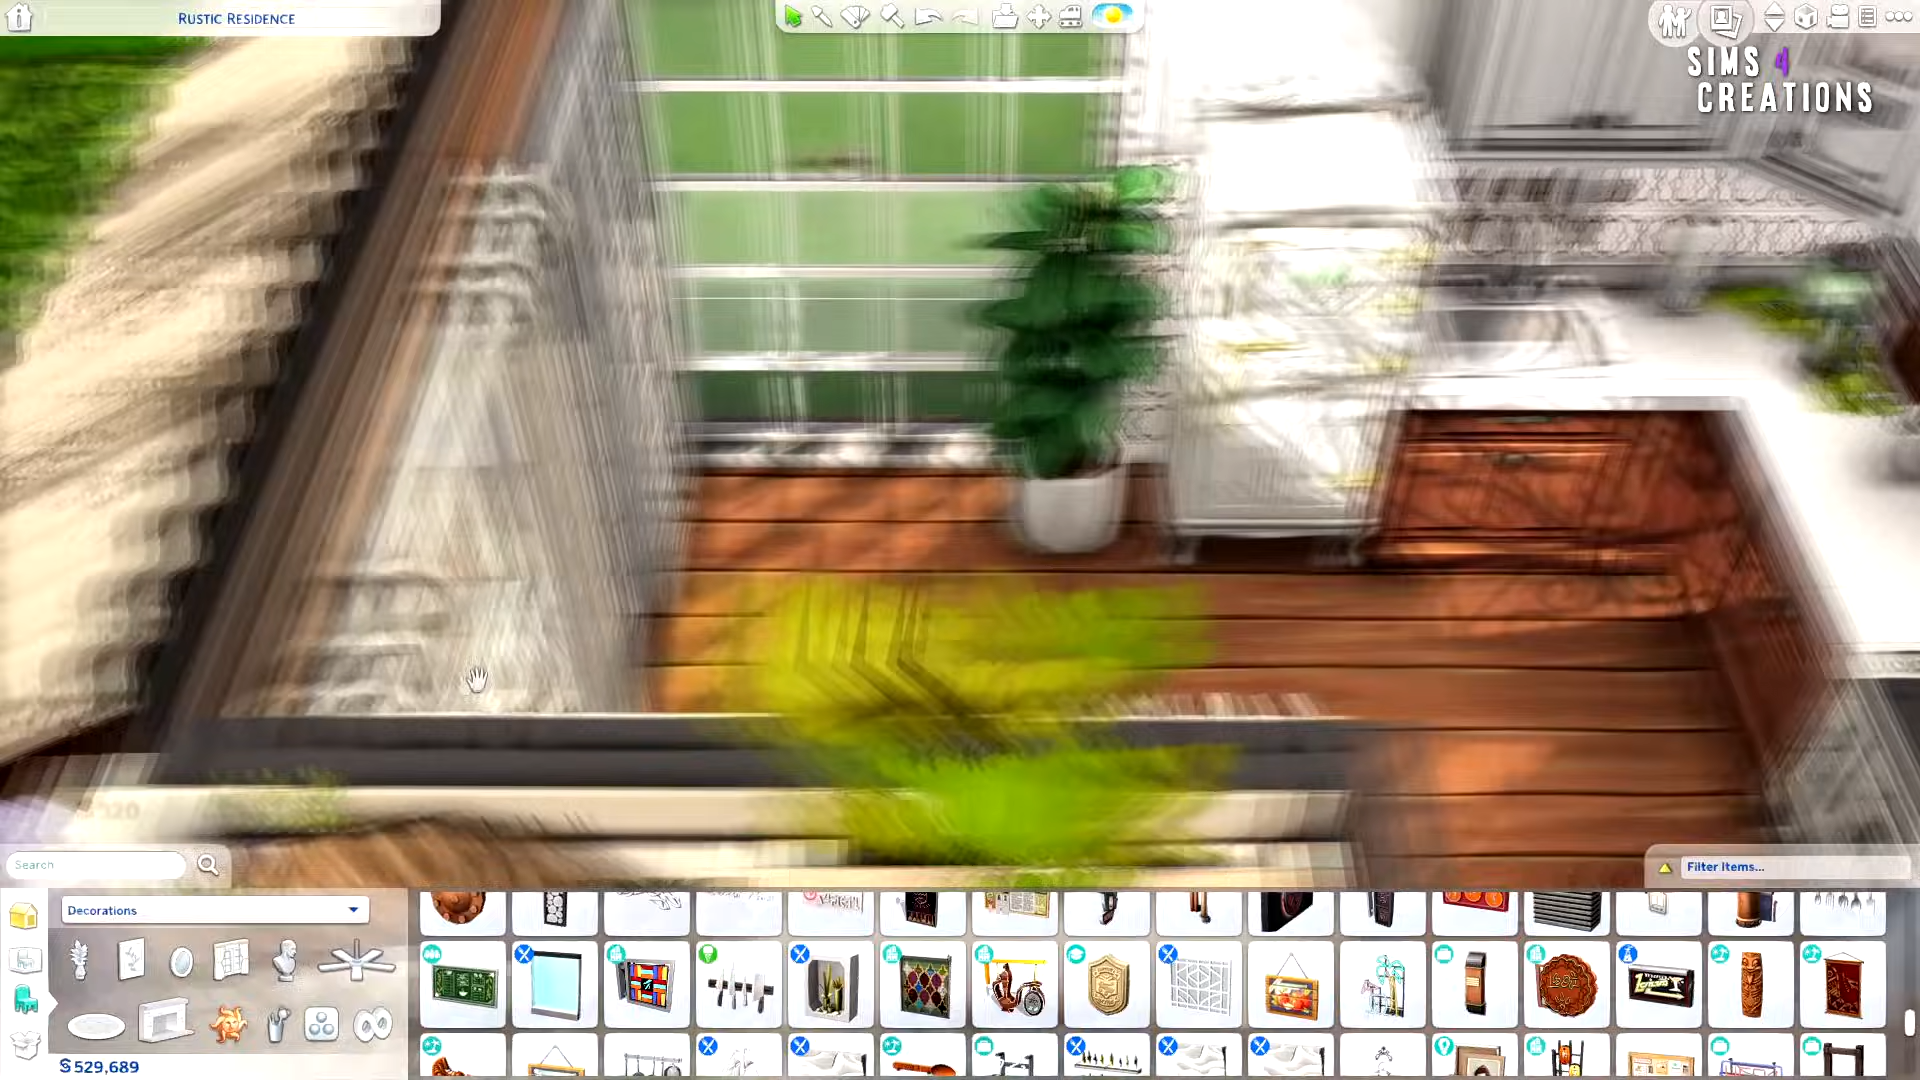 RUSTIC RESIDENCE
SIMS 4
CREATIONS
Search
Filter Items...
Decorations
§529,689